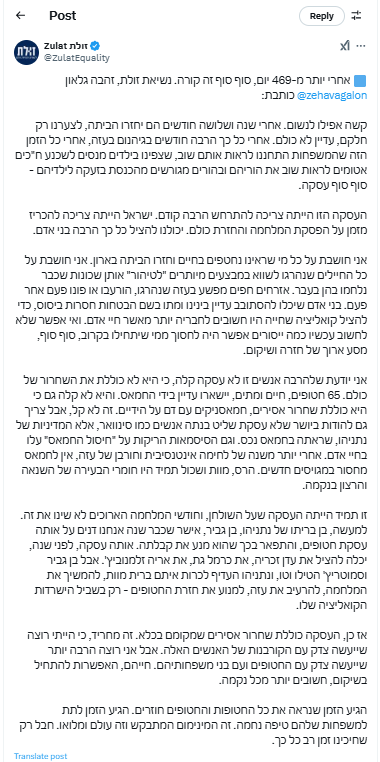 Post
Reply
Zulat זולת
@ZulatEquality
אחרי יותר מ-469 יום, סוף סוף זה קורה. נשיאת זולת, זהבה גלאון
@zehavagalon כותבת:
קשה אפילו לנשום. אחרי שנה ושלושה חודשים הם יחזרו הביתה, לצערנו רק
חלקם, עדיין לא כולם. אחרי כל כך הרבה חודשים בגיהנום בעזה, אחרי כל הזמן
הזה שהמשפחות התחננו לראות אותם שוב, שצפינו בילדים מנסים לשכנע ח"כים
אטומים לראות שוב את הוריהם ובהורים מגורשים מהכנסת בזעקה לילדיהם -
סוף סוף עסקה.
העסקה הזו הייתה צריכה להתרחש הרבה קודם. ישראל הייתה צריכה להכריז
מזמן על הפסקת המלחמה והחזרת כולם. יכולנו להציל כל כך הרבה בני אדם.
אני חושבת על כל מי שראינו נחטפים בחיים וחזרו הביתה בארון. אני חושבת על
כל החיילים שנהרגו לשווא במבצעים מיותרים "לטיהור" אותן שכונות שכבר
נלחמו בהן בעבר. אזרחים חפים מפשע בעזה שנהרגו, הורעבו או פונו פעם אחר
פעם. בני אדם שיכלו להסתובב עדיין בינינו ומתו בשם הבטחות חסרות ביסוס, כדי
להציל קואליציה שחייה היו חשובים לחבריה יותר מאשר חיי אדם. ואי אפשר שלא
לחשוב עכשיו כמה ייסורים אפשר היה לחסוך ממי שיתחילו בקרוב, סוף סוף,
מסע ארוך של חזרה ושיקום.
אני יודעת שלהרבה אנשים זו לא עסקה קלה, כי היא לא כוללת את השחרור של
כולם. 65 חטופים, חיים ומתים, יישארו עדיין בידי החמאס. והיא לא קלה גם כי
היא כוללת שחרור אסירים, חמאסניקים עם דם על הידיים. זה לא קל, אבל צריך
גם להודות ביושר שלא עסקת שליט בנתה אנשים כמו סינוואר, אלא המדיניות של
נתניהו, שראתה בחמאס נכס. וגם הסיסמאות הריקות על "חיסול החמאס" עלו
בחיי אדם. אחרי יותר משנה של לחימה אינטנסיבית וחורבן של עזה, אין לחמאס
מחסור במגויסים חדשים. הרס, מוות ושכול תמיד היו חומרי הבעירה של השנאה
והרצון בנקמה.
זו תמיד הייתה העסקה שעל השולחן, וחודשי המלחמה הארוכים לא שינו את זה.
למעשה, בן בריתו של נתניהו, בן גביר, אישר שכבר שנה אנחנו דנים על אותה
עסקת חטופים, והתפאר בכך שהוא מנע את קבלתה. אותה עסקה, לפני שנה,
יכלה להציל את עדן זכריה, את כרמל גת, את אריה זלמנוביץ'. אבל בן גביר
וסמוטריץ' הטילו וטו, ונתניהו העדיף לכרות איתם ברית מוות, להמשיך את
המלחמה, להרעיב את עזה, למנוע את חזרת החטופים - רק בשביל הישרדות
הקואליציה שלו.
אז כן, העסקה כוללת שחרור אסירים שמקומם בכלא. זה מחריד, כי הייתי רוצה
שייעשה צדק עם הקורבנות של האנשים האלה. אבל אני רוצה הרבה יותר
שייעשה צדק עם החטופים ועם בני משפחותיהם. חייהם, האפשרות להתחיל
בשיקום, חשובים יותר מכל נקמה.
הגיע הזמן שנראה את כל החטופות והחטופים חוזרים. הגיע הזמן לתת
למשפחות שלהם טיפה נחמה. זה המינימום המתבקש וזה עולם ומלואו. חבל רק
שחיכינו זמן רב כל כך.
Translate post